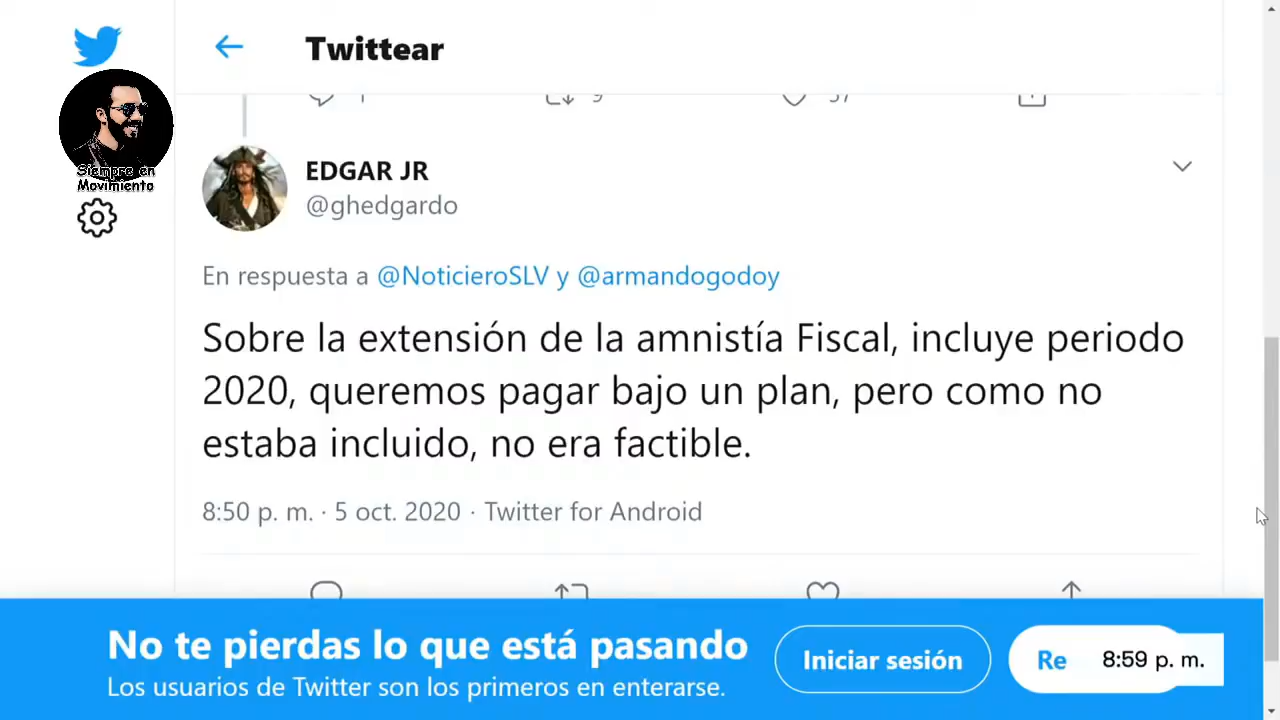 Twittear
9
Siempre en
Movimiento
EDGAR JR
@ghedgardo
En respuesta a @NoticieroSLV y @armandogodoy
Sobre la extensión de la amnistía Fiscal, incluye periodo
2020, queremos pagar bajo un plan, pero como no
estaba incluido, no era factible.
8:50 p. m. · 5 oct. 2020 · Twitter for Android
No te pierdas lo que está pasando
Los usuarios de Twitter son los primeros en enterarse.
Iniciar sesión
Re
8:59 p. m.